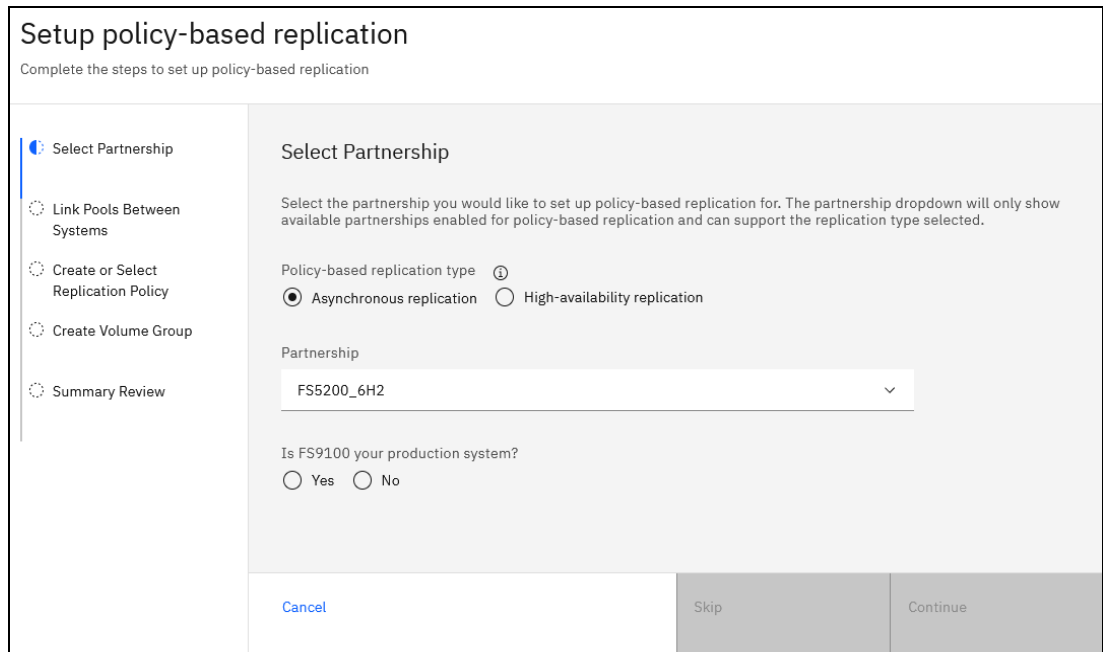 Setup policy-based replication
Complete the steps to set up policy-based replication
Select Partnership
Link Pools Between
Systems
Create or Select
Replication Policy
Create Volume Group
Summary Review
Select Partnership
Select the partnership you would like to set up policy-based replication for. The partnership dropdown will only show
available partnerships enabled for policy-based replication and can support the replication type selected.
Policy-based replication type
Asynchronous replication High-availability replication
Partnership
FS5200_6H2
Is FS9100 your production system?
Yes No
Cancel Skip Continue